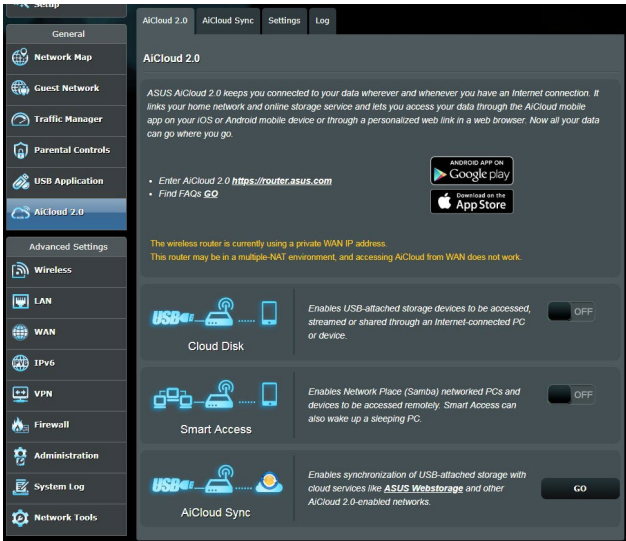 Setup
General
Network Map
Guest Network
Traffic Manager
Parental Controls
USB Application
AiCloud 2.0
Advanced Settings
Wireless
LAN
WAN
IPv6
VPN
Firewall
Administration
System Log
Network Tools
AiCloud 2.0 AiCloud Sync Settings Log
AiCloud 2.0
ASUS AiCloud 2.0 keeps you connected to your data wherever and whenever you have an Internet connection. It
links your home network and online storage service and lets you access your data through the AiCloud mobile
app on your iOS or Android mobile device or through a personalized web link in a web browser. Now all your data
can go where you go.
• Enter AiCloud 2.0 https://router.asus.com
• Find FAQs GO
ANDROID APP ON
Google play
Download on the
App Store
The wireless router is currently using a private WAN IP address.
This router may be in a multiple-NAT environment, and accessing AiCloud from WAN does not work.
USB
Cloud Disk
Enables USB-attached storage devices to be accessed,
streamed or shared through an Internet-connected PC
or device.
OFF
Smart Access
Enables Network Place (Samba) networked PCs and
devices to be accessed remotely. Smart Access can
also wake up a sleeping PC.
OFF
USB
AiCloud Sync
Enables synchronization of USB-attached storage with
cloud services like ASUS Webstorage and other
AiCloud 2.0-enabled networks.
GO